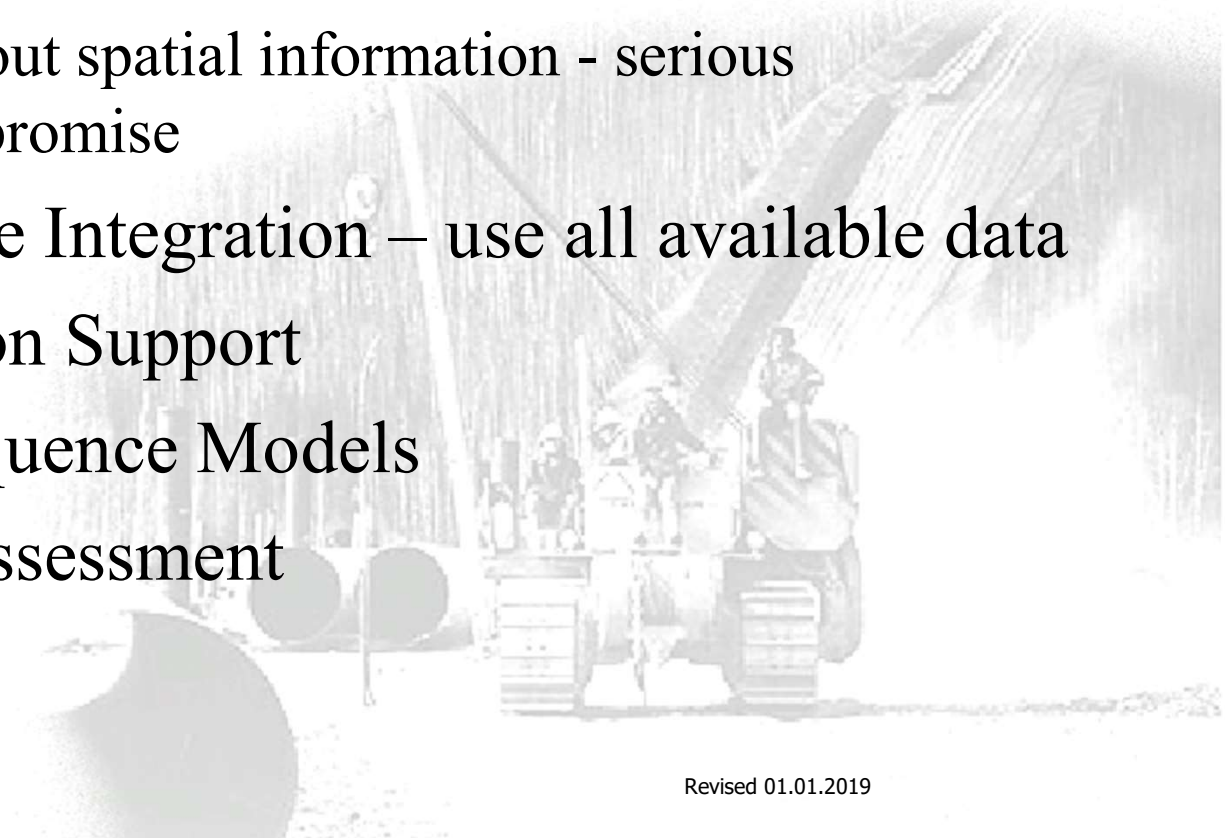 out spatial information - serious
promise
e Integration – use all available data
on Support
quence Models
ssessment
Revised 01.01.2019